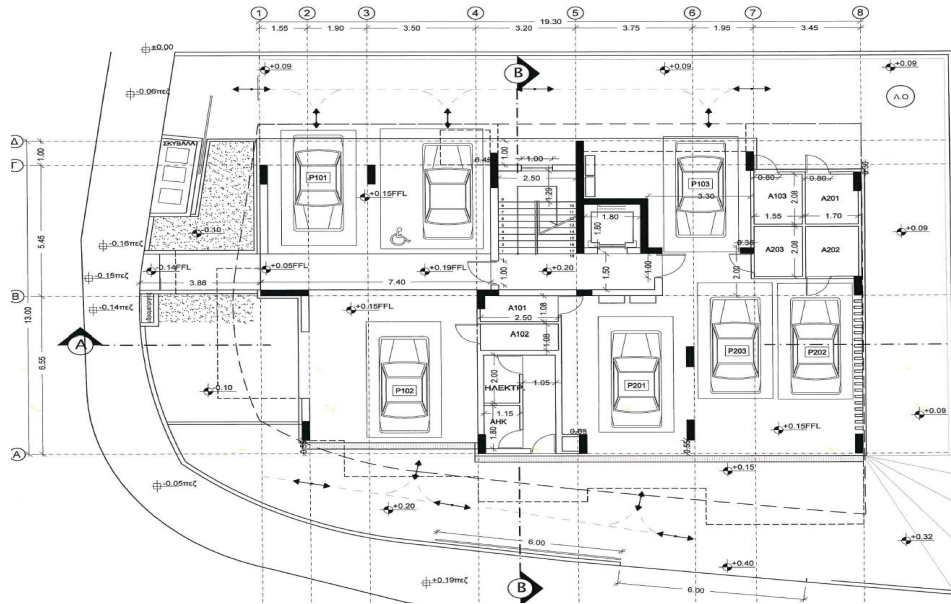 1 2 3 4 5 6 7 8
19.30
1.55 1.90 3.50 3.20 3.75 1.95 3.75 3.45
±0.00
+0.09 B +0.09 +0.09
-0.06πεζ
Λ.Ο
Δ
ΣΚΥΒΑΛΑ
1.00
Γ
0.45 1.00 1.00
2.50
P101 P103
0.80 0.80
+0.15FFL 1.29 3.30
2.08
A103 A201
1.55 1.70
1.80
1.80
-0.10
+0.09
-0.16πεζ
5.45
A203 2.08 A202
-0.14FFL +0.05FFL +0.19FFL 1.00 +0.20 1.50 1.00 2.00
-0.15πεζ
3.88 7.40
B
-0.14πεζ +0.15FFL
A101 1.08
2.50
13.00
A102 1.08
A
6.55
P203 P202
2.00
-0.10 P102 P201
ΗΛΕΚΤΡ. 1.05
1.15
ΑΗΚ
1.80
+0.09
+0.15FFL
A
+0.15
-0.05πεζ
+0.20
6.00
+0.32
+0.40
+0.19πεζ
B 6.00